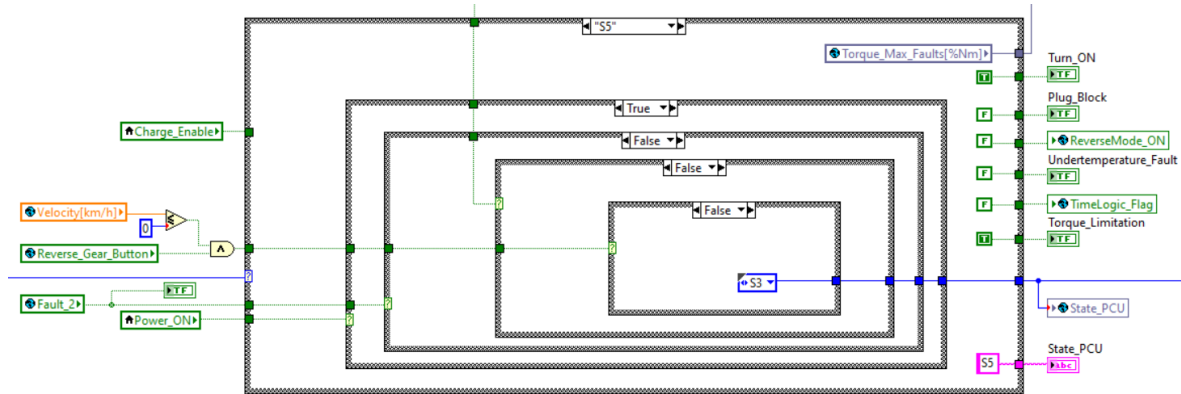 "S5"
Torque_Max_Faults[%Nm]
Turn_ON
T
TF
True
Plug_Block
F
TF
Charge_Enable
False
F
ReverseMode_ON
False
Undertemperature_Fault
F
TF
Velocity[km/h]
≤
False
F
TimeLogic_Flag
0
Torque_Limitation
T
TF
Reverse_Gear_Button
∧
?
?
?
S3
TF
Fault_2
?
State_PCU
Power_ON
?
State_PCU
S5
abc